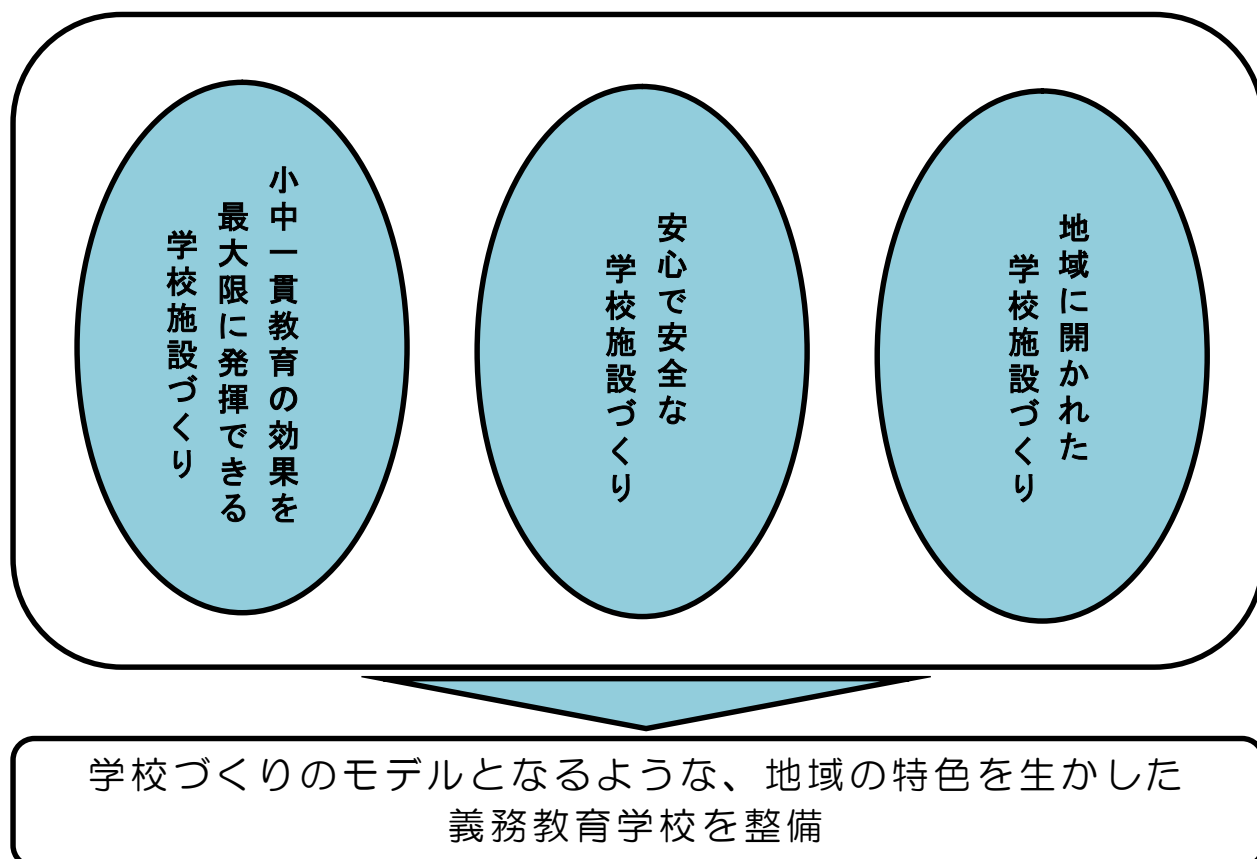 小中一貫教育の効果を
最大限に発揮できる
学校施設づくり
安心で安全な
学校施設づくり
地域に開かれた
学校施設づくり
学校づくりのモデルとなるような、地域の特色を生かした
義務教育学校を整備